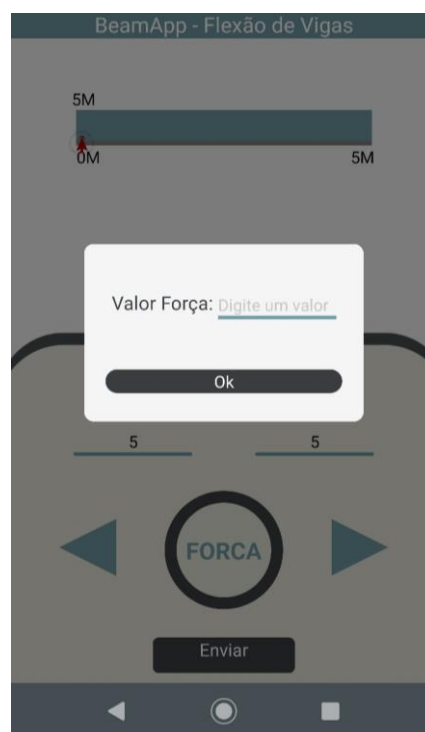 BeamApp - Flexão de Vigas
5M
0M 5M
Valor Força: Digite um valor
Ok
5 5
FORCA
Enviar